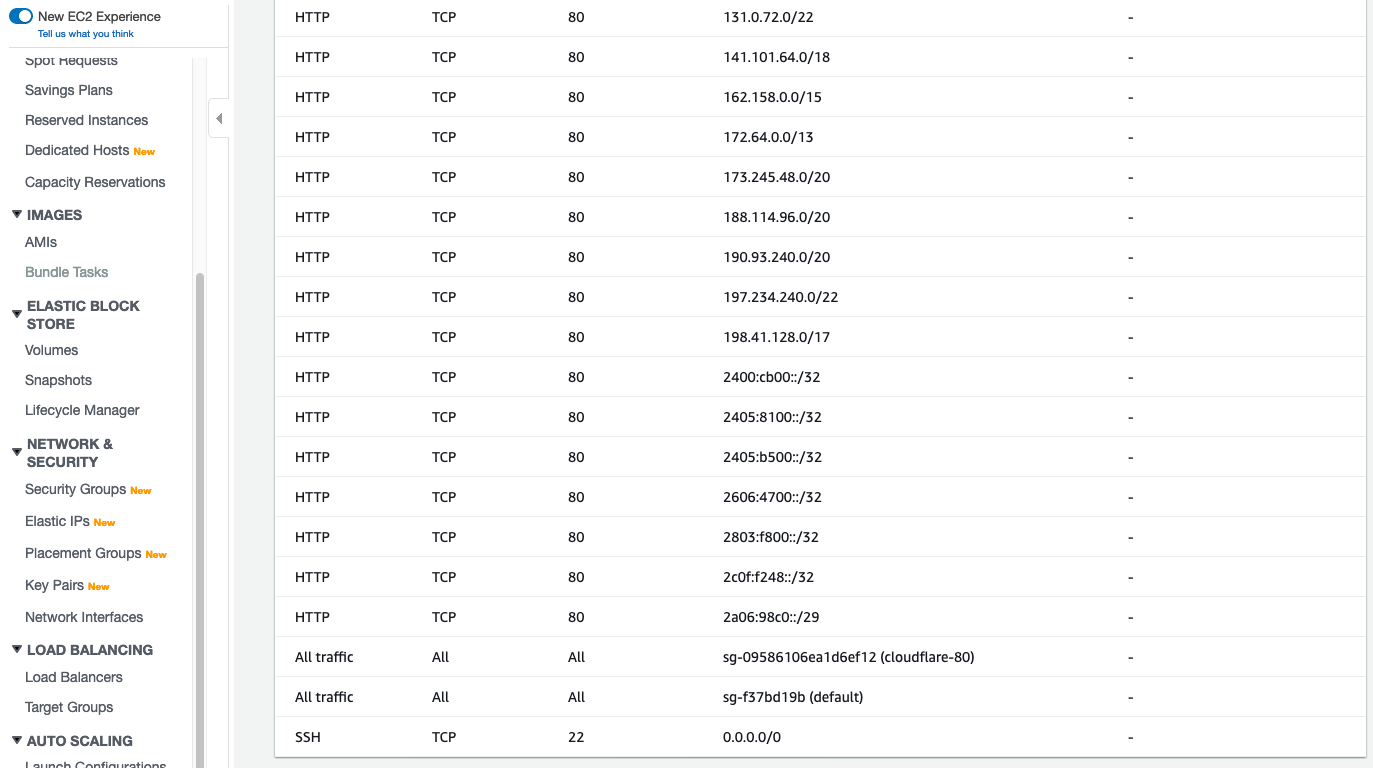 New EC2 Experience
Tell us what you think
Spot Requests
Savings Plans
Reserved Instances
Dedicated Hosts New
Capacity Reservations
IMAGES
AMIs
Bundle Tasks
ELASTIC BLOCK
STORE
Volumes
Snapshots
Lifecycle Manager
NETWORK &
SECURITY
Security Groups New
Elastic IPs New
Placement Groups New
Key Pairs New
Network Interfaces
LOAD BALANCING
Load Balancers
Target Groups
AUTO SCALING
Launch Configurations
HTTP TCP 80 131.0.72.0/22 -
HTTP TCP 80 141.101.64.0/18 -
HTTP TCP 80 162.158.0.0/15 -
HTTP TCP 80 172.64.0.0/13 -
HTTP TCP 80 173.245.48.0/20 -
HTTP TCP 80 188.114.96.0/20 -
HTTP TCP 80 190.93.240.0/20 -
HTTP TCP 80 197.234.240.0/22 -
HTTP TCP 80 198.41.128.0/17 -
HTTP TCP 80 2400:cb00::/32 -
HTTP TCP 80 2405:8100::/32 -
HTTP TCP 80 2405:b500::/32 -
HTTP TCP 80 2606:4700::/32 -
HTTP TCP 80 2803:f800::/32 -
HTTP TCP 80 2c0f:f248::/32 -
HTTP TCP 80 2a06:98c0::/29 -
All traffic All All sg-09586106ea1d6ef12 (cloudflare-80) -
All traffic All All sg-f37bd19b (default) -
SSH TCP 22 0.0.0.0/0 -